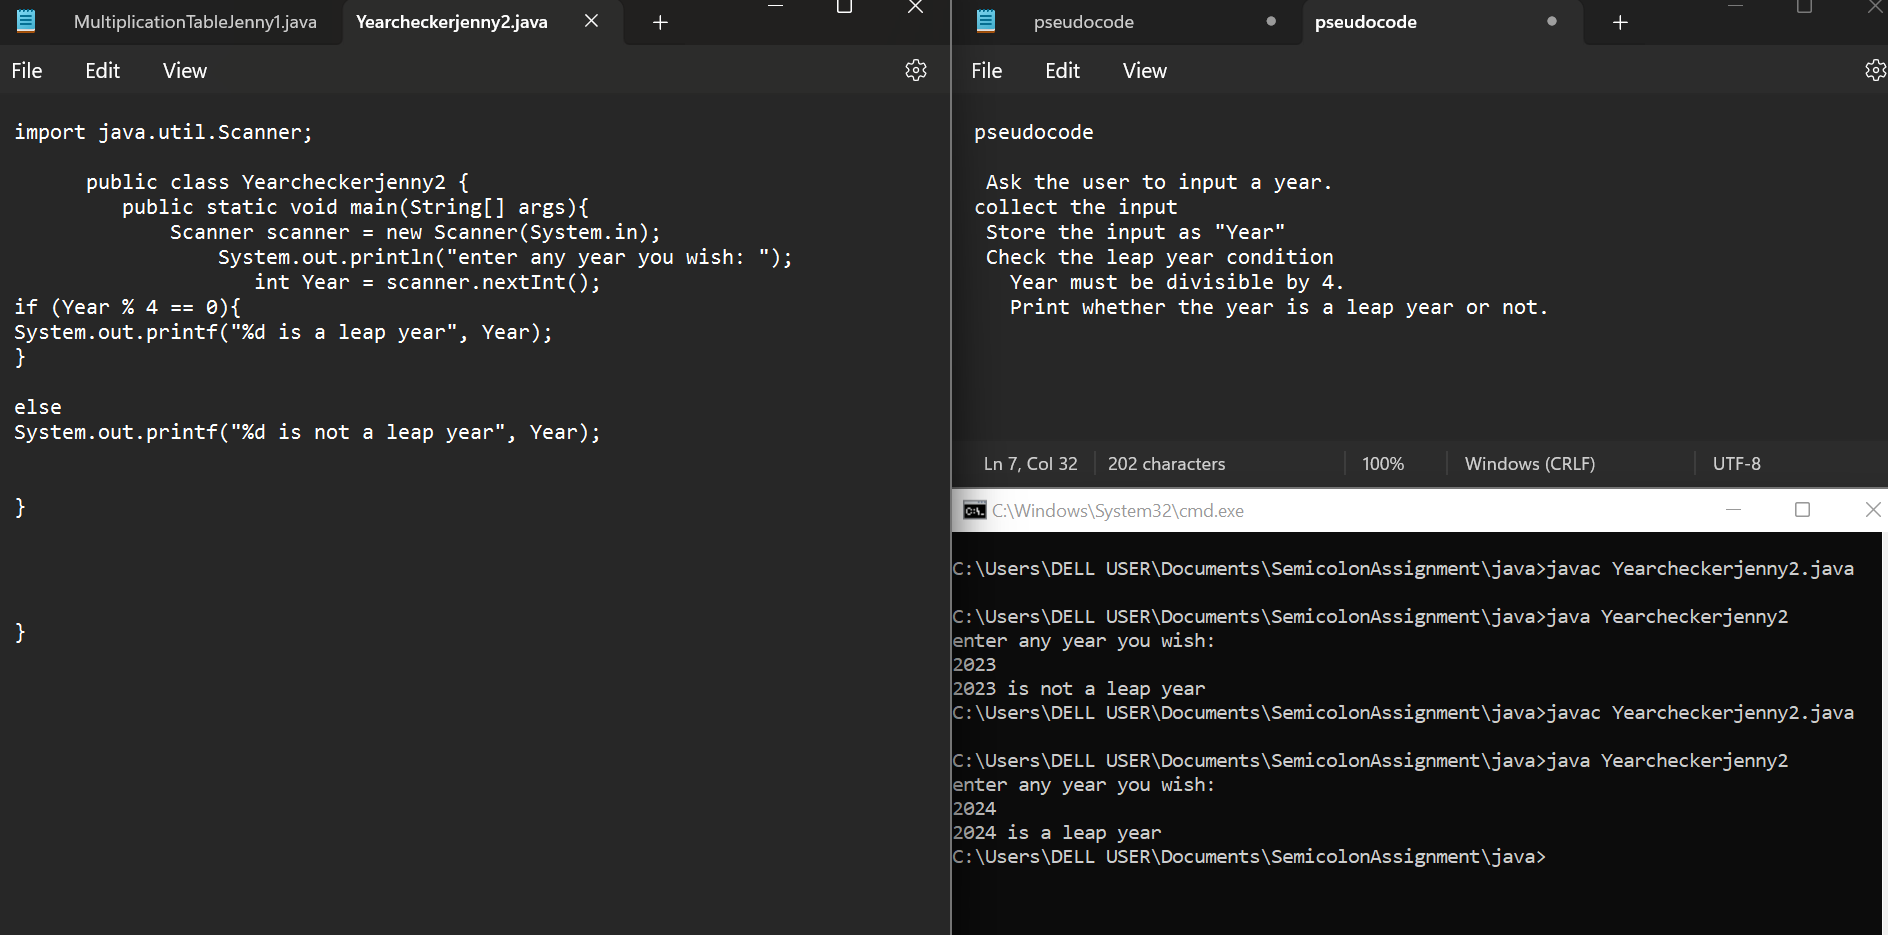 MultiplicationTableJenny1.java
Yearcheckerjenny2.java
File Edit View
import java.util.Scanner;
public class Yearcheckerjenny2 {
public static void main(String[] args){
Scanner scanner = new Scanner(System.in);
System.out.println("enter any year you wish: ");
int Year = scanner.nextInt();
if (Year % 4 == 0){
System.out.printf("%d is a leap year", Year);
}
else
System.out.printf("%d is not a leap year", Year);
}
}
pseudocode
pseudocode
File Edit View
pseudocode
Ask the user to input a year.
collect the input
Store the input as "Year"
Check the leap year condition
Year must be divisible by 4.
Print whether the year is a leap year or not.
Ln 7, Col 32 202 characters 100% Windows (CRLF) UTF-8
C:\Windows\System32\cmd.exe
C:\Users\DELL USER\Documents\SemicolonAssignment\java>javac Yearcheckerjenny2.java
C:\Users\DELL USER\Documents\SemicolonAssignment\java>java Yearcheckerjenny2
enter any year you wish:
2023
2023 is not a leap year
C:\Users\DELL USER\Documents\SemicolonAssignment\java>javac Yearcheckerjenny2.java
C:\Users\DELL USER\Documents\SemicolonAssignment\java>java Yearcheckerjenny2
enter any year you wish:
2024
2024 is a leap year
C:\Users\DELL USER\Documents\SemicolonAssignment\java>